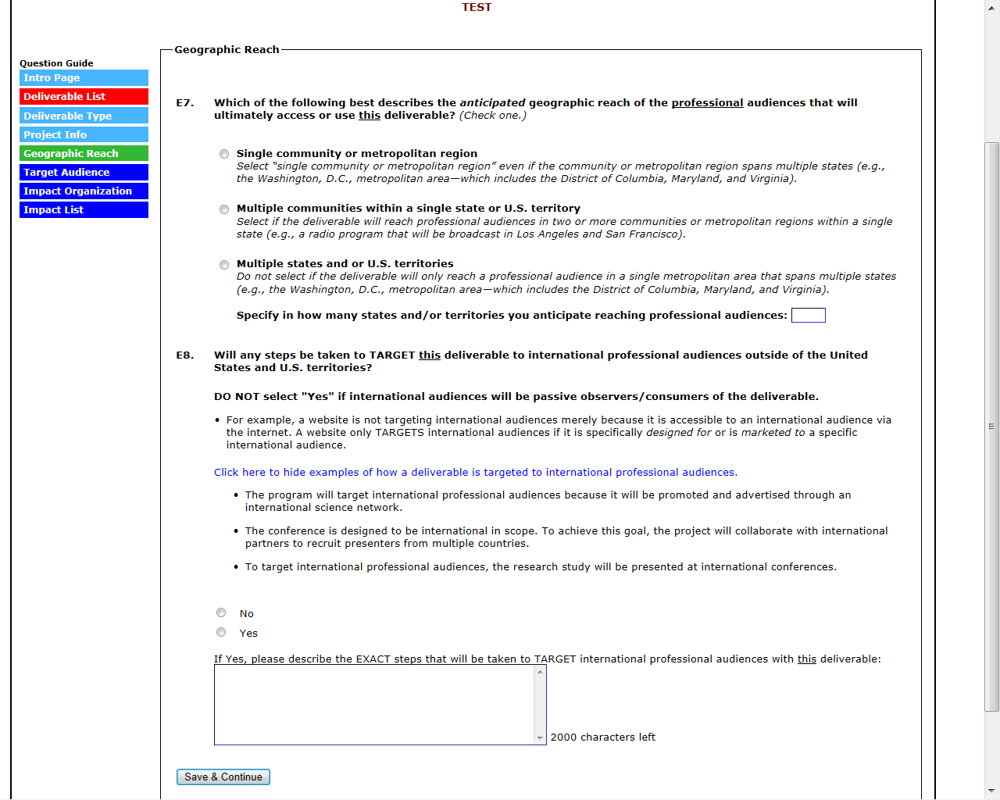 TEST
Geographic Reach
Question Guide
Intro Page
Deliverable List
Deliverable Type
Project Info
Geographic Reach
Target Audience
Impact Organization
Impact List
E7. Which of the following best describes the anticipated geographic reach of the professional audiences that will
ultimately access or use this deliverable? (Check one.)
Single community or metropolitan region
Select “single community or metropolitan region” even if the community or metropolitan region spans multiple states (e.g.,
the Washington, D.C., metropolitan area—which includes the District of Columbia, Maryland, and Virginia).
Multiple communities within a single state or U.S. territory
Select if the deliverable will reach professional audiences in two or more communities or metropolitan regions within a single
state (e.g., a radio program that will be broadcast in Los Angeles and San Francisco).
Multiple states and or U.S. territories
Do not select if the deliverable will only reach a professional audience in a single metropolitan area that spans multiple states
(e.g., the Washington, D.C., metropolitan area—which includes the District of Columbia, Maryland, and Virginia).
Specify in how many states and/or territories you anticipate reaching professional audiences:
E8. Will any steps be taken to TARGET this deliverable to international professional audiences outside of the United
States and U.S. territories?
DO NOT select "Yes" if international audiences will be passive observers/consumers of the deliverable.
• For example, a website is not targeting international audiences merely because it is accessible to an international audience via
the internet. A website only TARGETS international audiences if it is specifically designed for or is marketed to a specific
international audience.
Click here to hide examples of how a deliverable is targeted to international professional audiences.
• The program will target international professional audiences because it will be promoted and advertised through an
international science network.
• The conference is designed to be international in scope. To achieve this goal, the project will collaborate with international
partners to recruit presenters from multiple countries.
• To target international professional audiences, the research study will be presented at international conferences.
No
Yes
If Yes, please describe the EXACT steps that will be taken to TARGET international professional audiences with this deliverable:
2000 characters left
Save & Continue